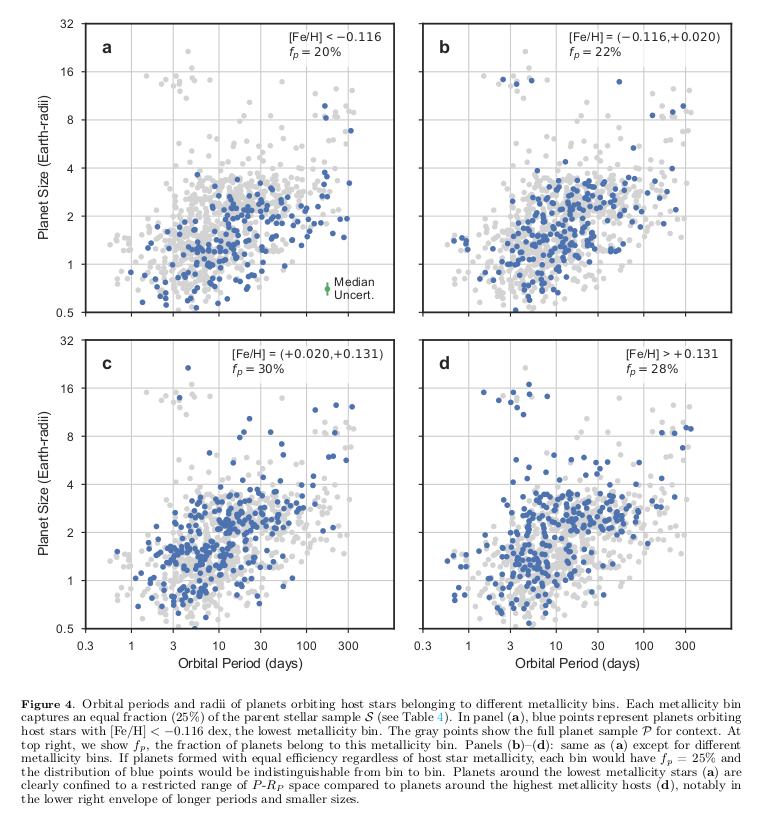 32
16
8
4
2
1
0.5
Planet Size (Earth-radii)
a
[Fe/H] < −0.116
fp = 20%
Median
Uncert.
b
[Fe/H] = (−0.116,+0.020)
fp = 22%
32
16
8
4
2
1
0.5
Planet Size (Earth-radii)
c
[Fe/H] = (+0.020,+0.131)
fp = 30%
d
[Fe/H] > +0.131
fp = 28%
0.3 1 3 10 30 100 300
0.3 1 3 10 30 100 300
Orbital Period (days)
Orbital Period (days)
Figure 4. Orbital periods and radii of planets orbiting host stars belonging to different metallicity bins. Each metallicity bin
captures an equal fraction (25%) of the parent stellar sample S (see Table 4). In panel (a), blue points represent planets orbiting
host stars with [Fe/H] < −0.116 dex, the lowest metallicity bin. The gray points show the full planet sample P for context. At
top right, we show fp, the fraction of planets belong to this metallicity bin. Panels (b)–(d): same as (a) except for different
metallicity bins. If planets formed with equal efficiency regardless of host star metallicity, each bin would have fp = 25% and
the distribution of blue points would be indistinguishable from bin to bin. Planets around the lowest metallicity stars (a) are
clearly confined to a restricted range of P-RP space compared to planets around the highest metallicity hosts (d), notably in
the lower right envelope of longer periods and smaller sizes.